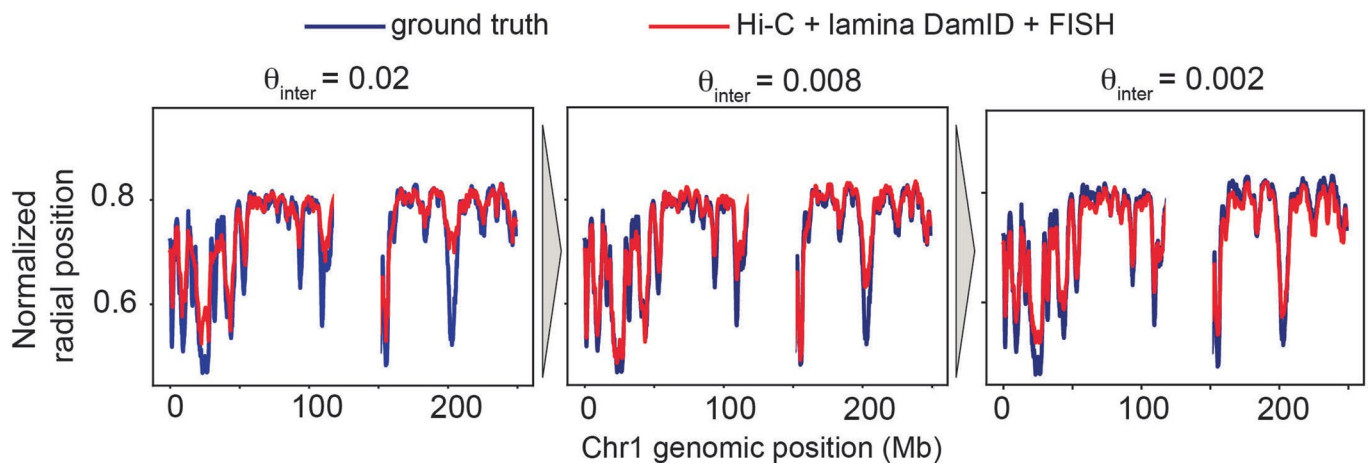 ground truth Hi-C + lamina DamID + FISH
θinter = 0.02 θinter = 0.008 θinter = 0.002
Normalized
radial position
0.8
0.6
0 100 200 0 100 200 0 100 200
Chr1 genomic position (Mb)